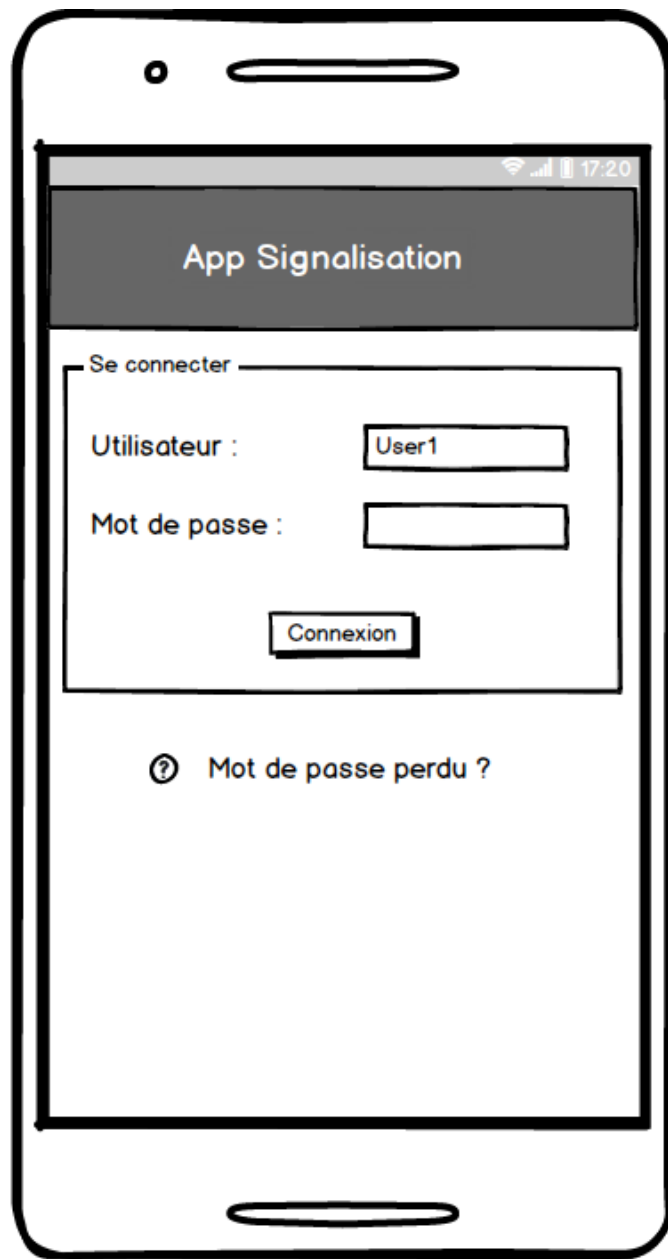 17:20
App Signalisation
Se connecter
Utilisateur :
User1
Mot de passe :
Connexion
? Mot de passe perdu ?